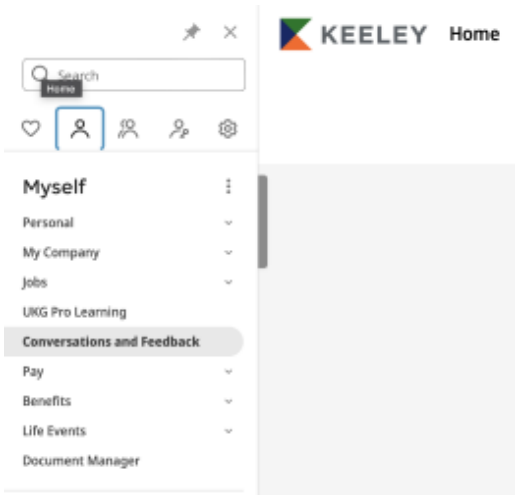 KEELEY Home
Search
Home
Myself
Personal
My Company
Jobs
UKG Pro Learning
Conversations and Feedback
Pay
Benefits
Life Events
Document Manager